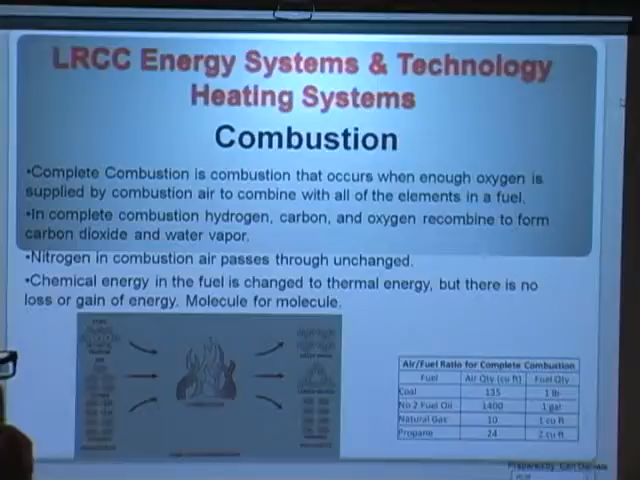 LRCC Energy Systems & Technology
Heating Systems
Combustion
•Complete Combustion is combustion that occurs when enough oxygen is
supplied by combustion air to combine with all of the elements in a fuel.
•In complete combustion hydrogen, carbon, and oxygen recombine to form
carbon dioxide and water vapor.
•Nitrogen in combustion air passes through unchanged.
•Chemical energy in the fuel is changed to thermal energy, but there is no
loss or gain of energy. Molecule for molecule.
Air/Fuel Ratio for Complete Combustion
Fuel Air Qty (cu ft) Fuel Qty
Coal 135 1 lb
No 2 Fuel Oil 1400 1 gal
Natural Gas 10 1 cu ft
Propane 24 cu ft
Prepared by: